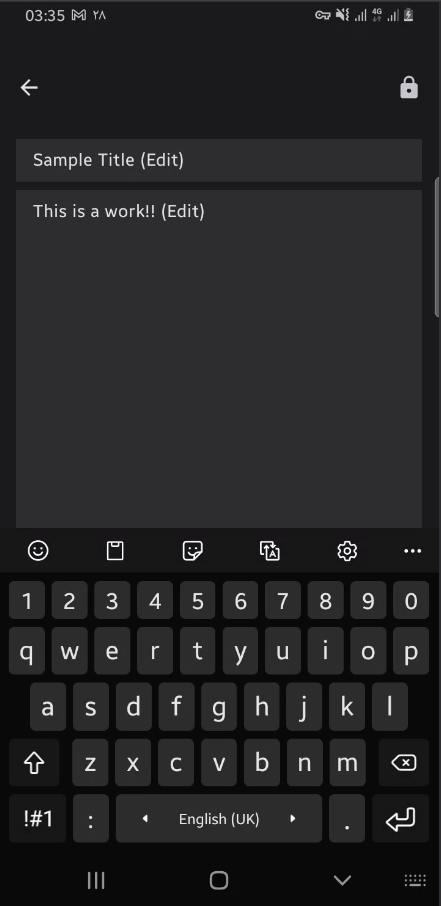 03:35 M ٢٨ 4G
Sample Title (Edit)
This is a work!! (Edit)
1 2 3 4 5 6 7 8 9 0
q w e r t y u i o p
a s d f g h j k l
z x c v b n m
!#1 : English (UK) .